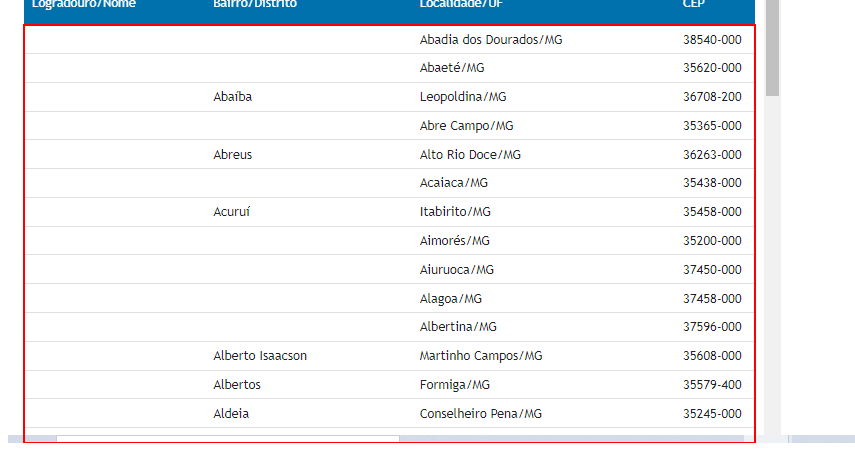 Logradouro/Nome Bairro/Distrito Localidade/UF CEP
Abadia dos Dourados/MG 38540-000
Abaeté/MG 35620-000
Abaíba Leopoldina/MG 36708-200
Abre Campo/MG 35365-000
Abreus Alto Rio Doce/MG 36263-000
Acaiaca/MG 35438-000
Acuruí Itabirito/MG 35458-000
Aimorés/MG 35200-000
Aiuruoca/MG 37450-000
Alagoa/MG 37458-000
Albertina/MG 37596-000
Alberto Isaacson Martinho Campos/MG 35608-000
Albertos Formiga/MG 35579-400
Aldeia Conselheiro Pena/MG 35245-000